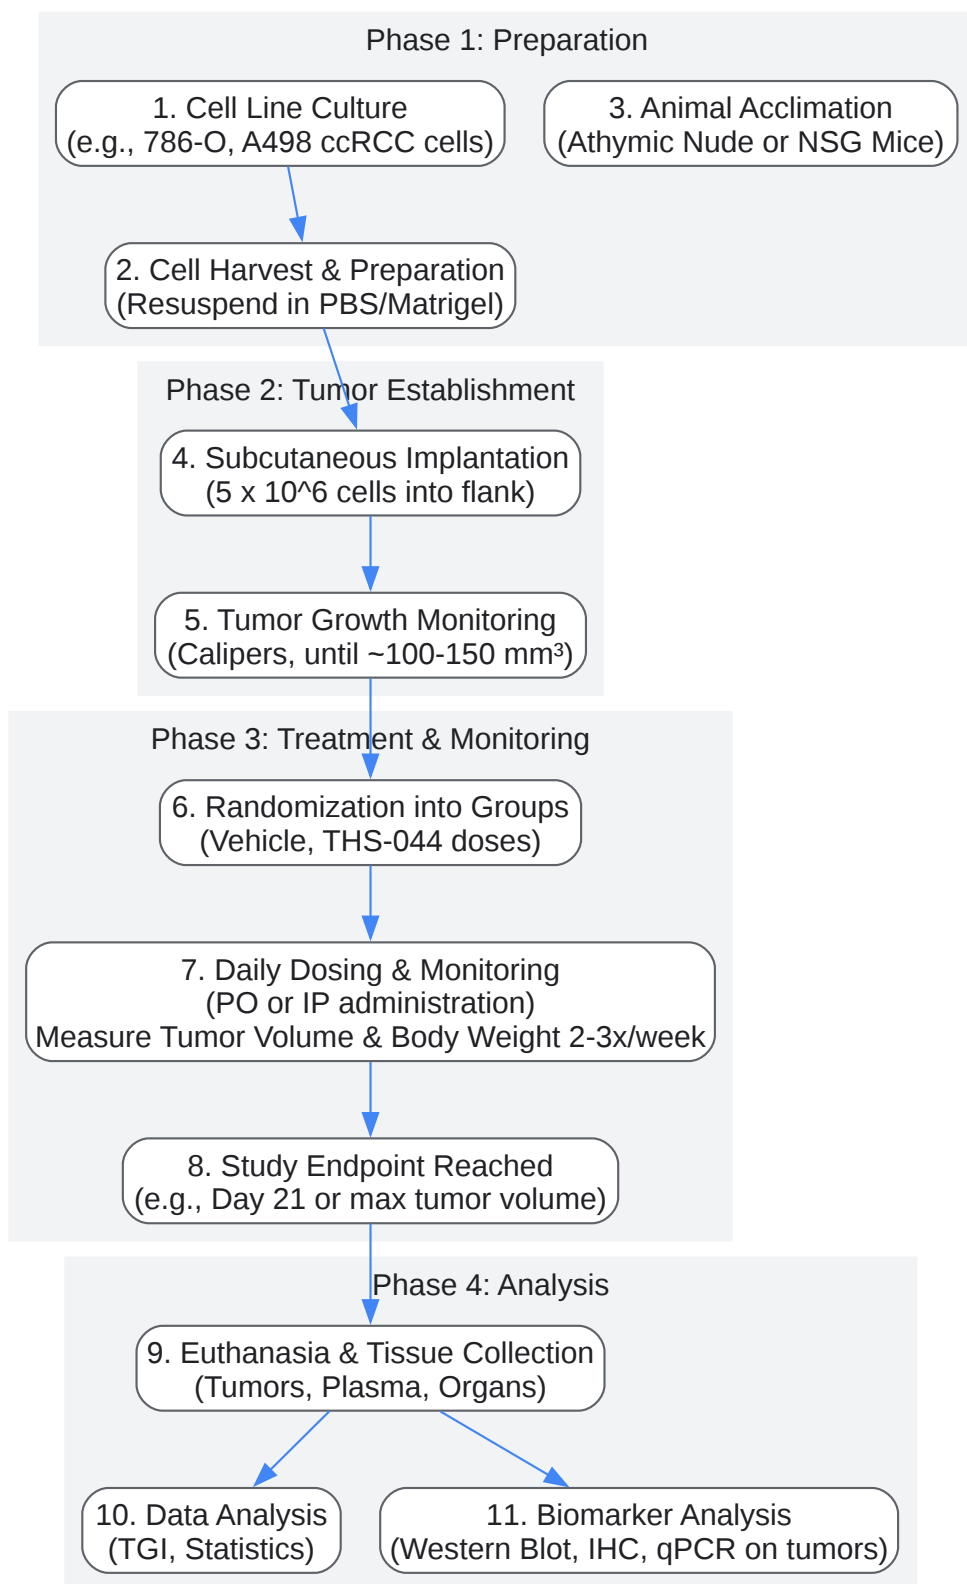 Phase 1: Preparation
1. Cell Line Culture
(e.g., 786-O, A498 ccRCC cells)
3. Animal Acclimation
(Athymic Nude or NSG Mice)
2. Cell Harvest & Preparation
(Resuspend in PBS/Matrigel)
Phase 2: Tumor Establishment
4. Subcutaneous Implantation
(5 x 10^6 cells into flank)
5. Tumor Growth Monitoring
(Calipers, until ~100-150 mm³)
Phase 3: Treatment & Monitoring
6. Randomization into Groups
(Vehicle, THS-044 doses)
7. Daily Dosing & Monitoring
(PO or IP administration)
Measure Tumor Volume & Body Weight 2-3x/week
8. Study Endpoint Reached
(e.g., Day 21 or max tumor volume)
Phase 4: Analysis
9. Euthanasia & Tissue Collection
(Tumors, Plasma, Organs)
10. Data Analysis
(TGI, Statistics)
11. Biomarker Analysis
(Western Blot, IHC, qPCR on tumors)